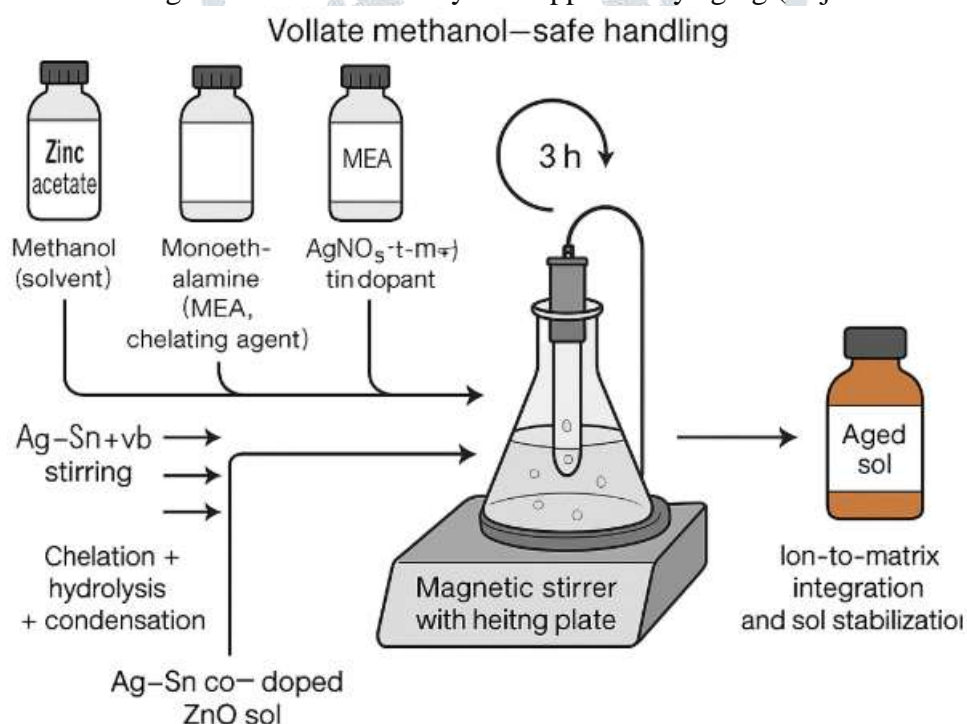 Vollate methanol—safe handling
Zinc
acetate
MEA
3 h
Methanol
(solvent)
Monoeth-
alamine
(MEA,
chelating agent)
AgNO₅-t-m
tin dopant
Ag–Sn+vb
stirring
Chelation +
hydrolysis
+ condensation
Ag–Sn co– doped
ZnO sol
Magnetic stirrer
with heitng plate
Aged
sol
Ion-to-matrix
integration
and sol stabilizatioı